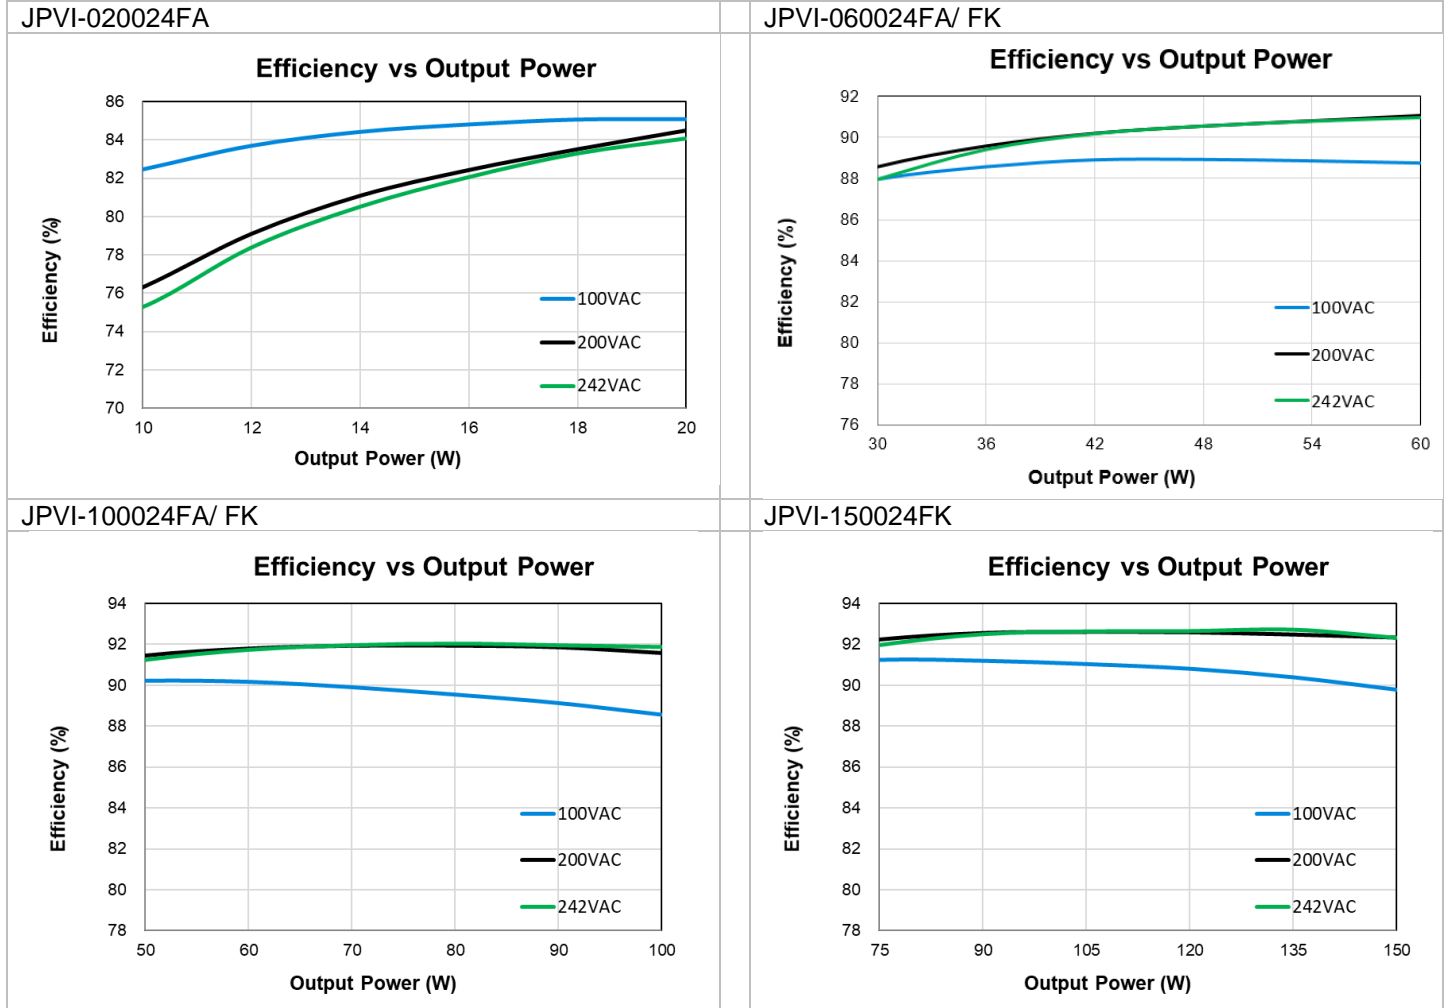 JPVI-020024FA
Efficiency vs Output Power
86
84
82
80
78
76
74
72
70
Efficiency (%)
100VAC
200VAC
242VAC
10 12 14 16 18 20
Output Power (W)
JPVI-060024FA/ FK
Efficiency vs Output Power
92
90
88
86
84
82
80
78
76
Efficiency (%)
100VAC
200VAC
242VAC
30 36 42 48 54 60
Output Power (W)
JPVI-100024FA/ FK
Efficiency vs Output Power
94
92
90
88
86
84
82
80
78
Efficiency (%)
100VAC
200VAC
242VAC
50 60 70 80 90 100
Output Power (W)
JPVI-150024FK
Efficiency vs Output Power
94
92
90
88
86
84
82
80
78
Efficiency (%)
100VAC
200VAC
242VAC
75 90 105 120 135 150
Output Power (W)